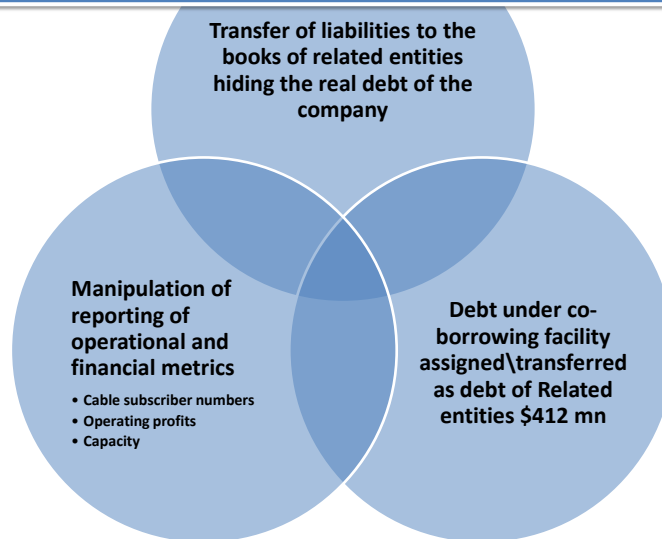 Transfer of liabilities to the
books of related entities
hiding the real debt of the
company
Manipulation of
reporting of
operational and
financial metrics
• Cable subscriber numbers
• Operating profits
• Capacity
Debt under co-
borrowing facility
assigned\transferred
as debt of Related
entities $412 mn